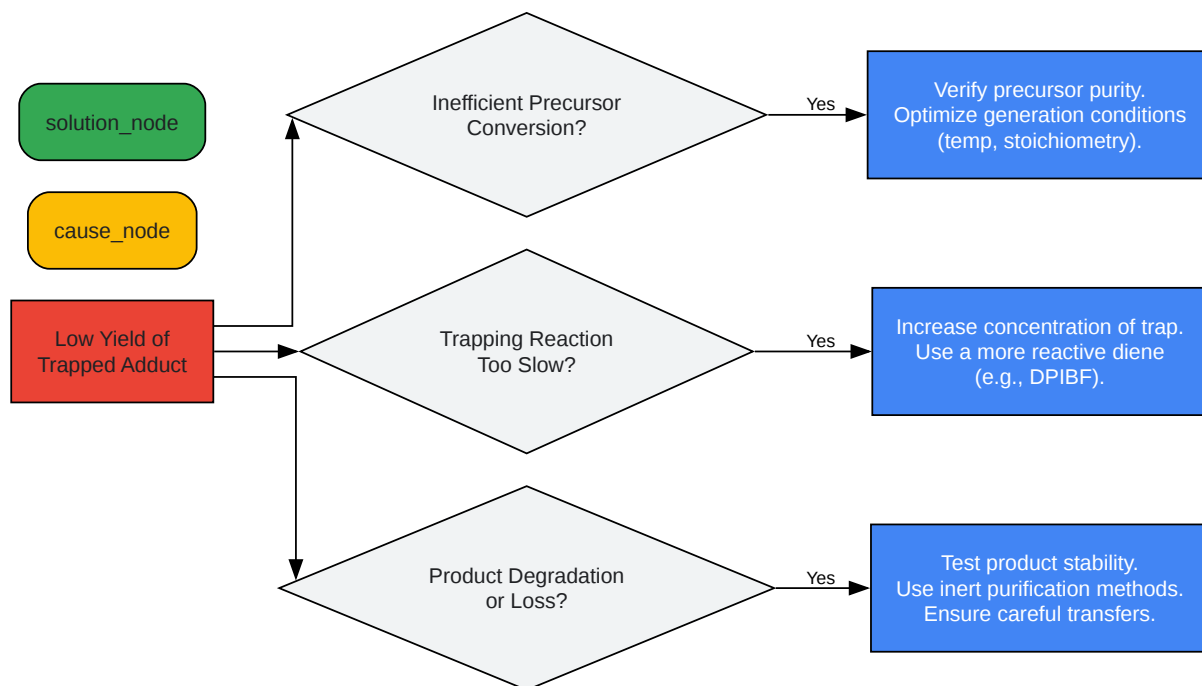 solution_node
cause_node
Low Yield of
Trapped Adduct
Inefficient Precursor
Conversion?
Yes
Verify precursor purity.
Optimize generation conditions
(temp, stoichiometry).
Trapping Reaction
Too Slow?
Yes
Increase concentration of trap.
Use a more reactive diene
(e.g., DPIBF).
Product Degradation
or Loss?
Yes
Test product stability.
Use inert purification methods.
Ensure careful transfers.